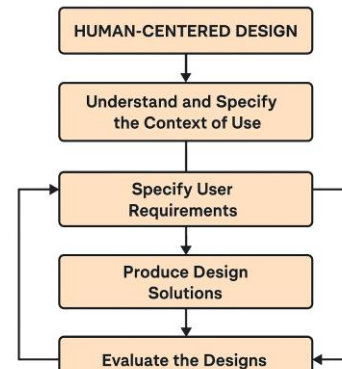 HUMAN-CENTERED DESIGN
Understand and Specify
the Context of Use
Specify User
Requirements
Produce Design
Solutions
Evaluate the Designs